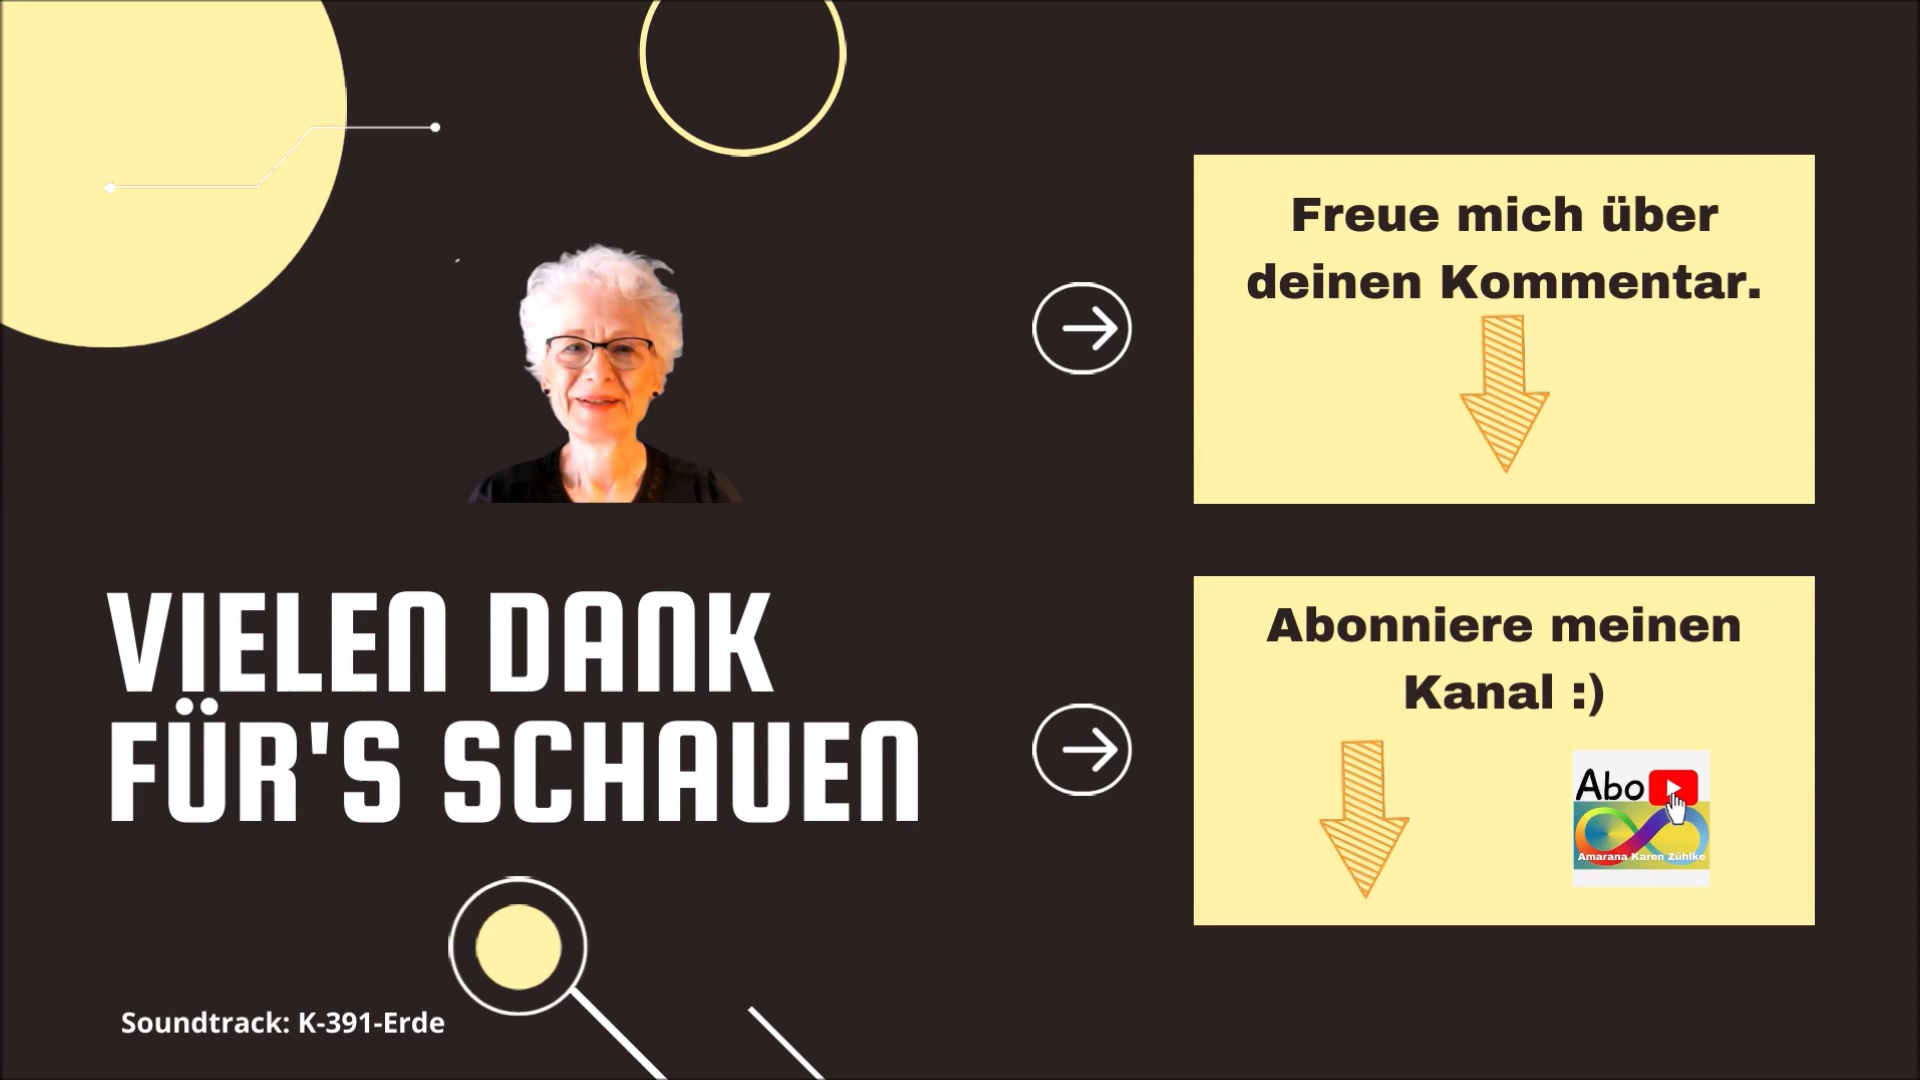 Freue mich über
deinen Kommentar.
VIELEN DANK
FÜR'S SCHAUEN
Abonniere meinen
Kanal :)
Abo
Amarana Karen Zühlke
Soundtrack: K-391-Erde